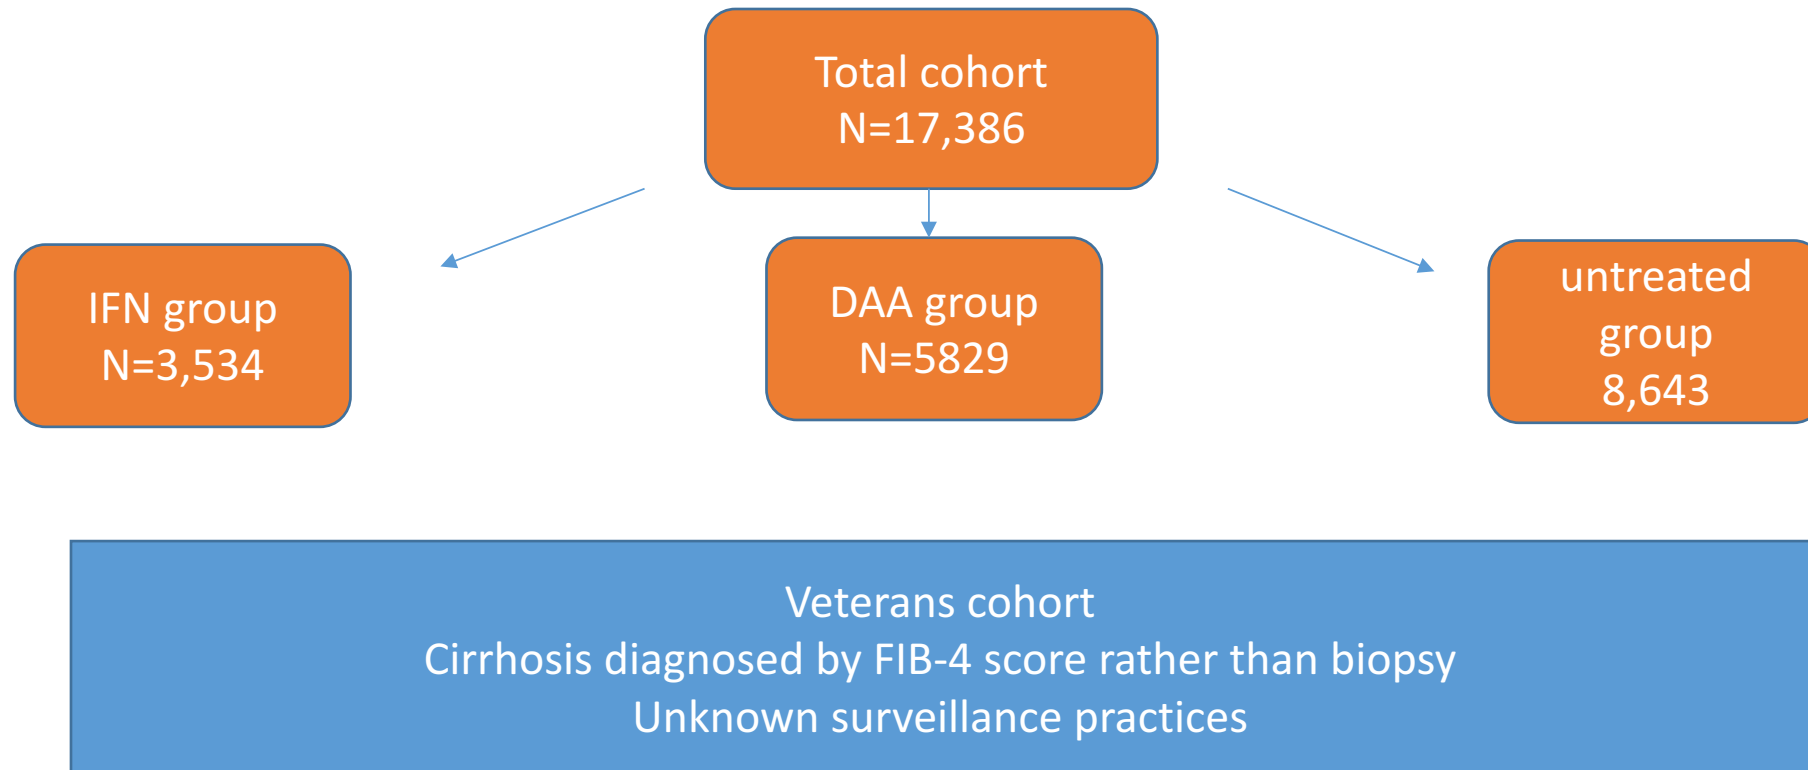 Total cohort
N=17,386
IFN group
N=3,534
DAA group
N=5829
untreated
group
8,643
Veterans cohort
Cirrhosis diagnosed by FIB-4 score rather than biopsy
Unknown surveillance practices